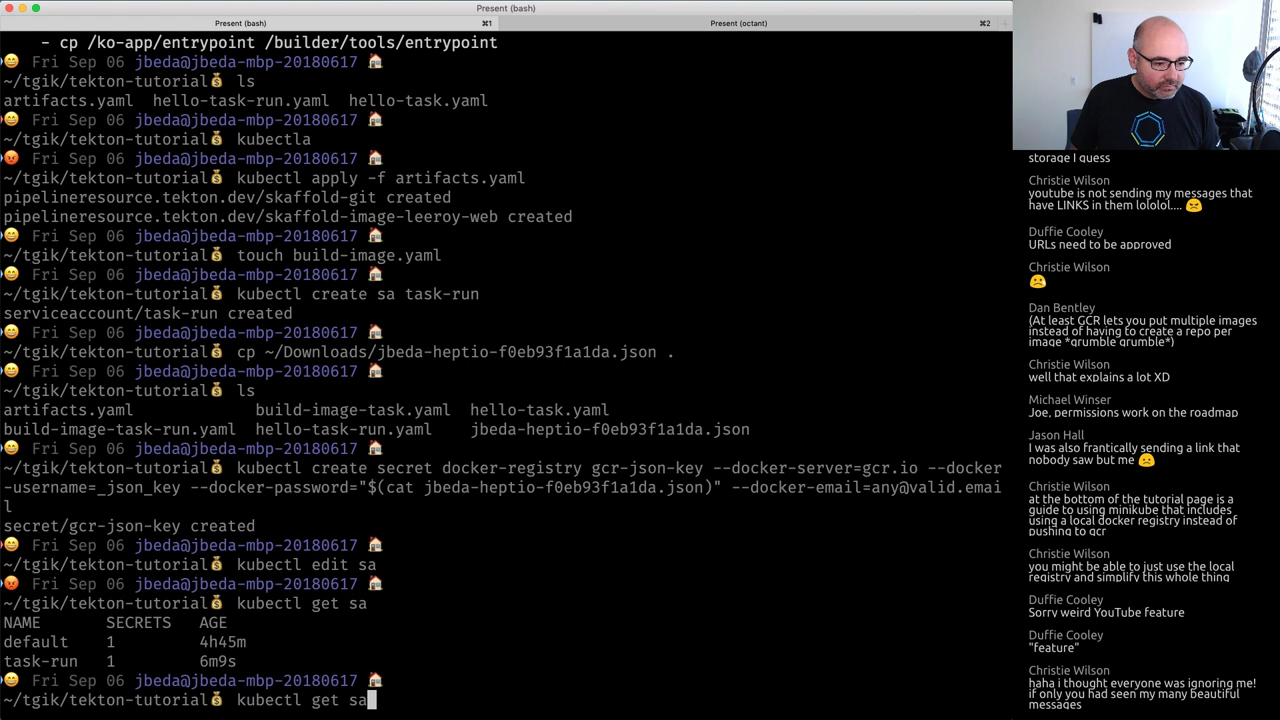 Present (bash)
Present (bash) ⌘1 Present (octant) ⌘2 +
- cp /ko-app/entrypoint /builder/tools/entrypoint
😄 Fri Sep 06 jbeda@jbeda-mbp-20180617 🏠
~/tgik/tekton-tutorial💰 ls
artifacts.yaml hello-task-run.yaml hello-task.yaml
😄 Fri Sep 06 jbeda@jbeda-mbp-20180617 🏠
~/tgik/tekton-tutorial💰 kubectla
😡 Fri Sep 06 jbeda@jbeda-mbp-20180617 🏠
~/tgik/tekton-tutorial💰 kubectl apply -f artifacts.yaml
pipelineresource.tekton.dev/skaffold-git created
pipelineresource.tekton.dev/skaffold-image-leeroy-web created
😄 Fri Sep 06 jbeda@jbeda-mbp-20180617 🏠
~/tgik/tekton-tutorial💰 touch build-image.yaml
😄 Fri Sep 06 jbeda@jbeda-mbp-20180617 🏠
~/tgik/tekton-tutorial💰 kubectl create sa task-run
serviceaccount/task-run created
😄 Fri Sep 06 jbeda@jbeda-mbp-20180617 🏠
~/tgik/tekton-tutorial💰 cp ~/Downloads/jbeda-heptio-f0eb93f1a1da.json .
😄 Fri Sep 06 jbeda@jbeda-mbp-20180617 🏠
~/tgik/tekton-tutorial💰 ls
artifacts.yaml build-image-task.yaml hello-task.yaml
build-image-task-run.yaml hello-task-run.yaml jbeda-heptio-f0eb93f1a1da.json
😄 Fri Sep 06 jbeda@jbeda-mbp-20180617 🏠
~/tgik/tekton-tutorial💰 kubectl create secret docker-registry gcr-json-key --docker-server=gcr.io --docker
-username=_json_key --docker-password="$(cat jbeda-heptio-f0eb93f1a1da.json)" --docker-email=any@valid.emai
l
secret/gcr-json-key created
😄 Fri Sep 06 jbeda@jbeda-mbp-20180617 🏠
~/tgik/tekton-tutorial💰 kubectl edit sa
😡 Fri Sep 06 jbeda@jbeda-mbp-20180617 🏠
~/tgik/tekton-tutorial💰 kubectl get sa
NAME SECRETS AGE
default 1 4h45m
task-run 1 6m9s
😄 Fri Sep 06 jbeda@jbeda-mbp-20180617 🏠
~/tgik/tekton-tutorial💰 kubectl get sa
storage I guess
Christie Wilson
youtube is not sending my messages that
have LINKS in them lololol.... 😠
Duffie Cooley
URLs need to be approved
Christie Wilson
🙁
Dan Bentley
(At least GCR lets you put multiple images
instead of having to create a repo per
image *grumble grumble*)
Christie Wilson
well that explains a lot XD
Michael Winser
Joe, permissions work on the roadmap
Jason Hall
I was also frantically sending a link that
nobody saw but me 🙁
Christie Wilson
at the bottom of the tutorial page is a
guide to using minikube that includes
using a local docker registry instead of
pushing to gcr
Christie Wilson
you might be able to just use the local
registry and simplify this whole thing
Duffie Cooley
Sorry weird YouTube feature
Duffie Cooley
"feature"
Christie Wilson
haha i thought everyone was ignoring me!
if only you had seen my many beautiful
messages